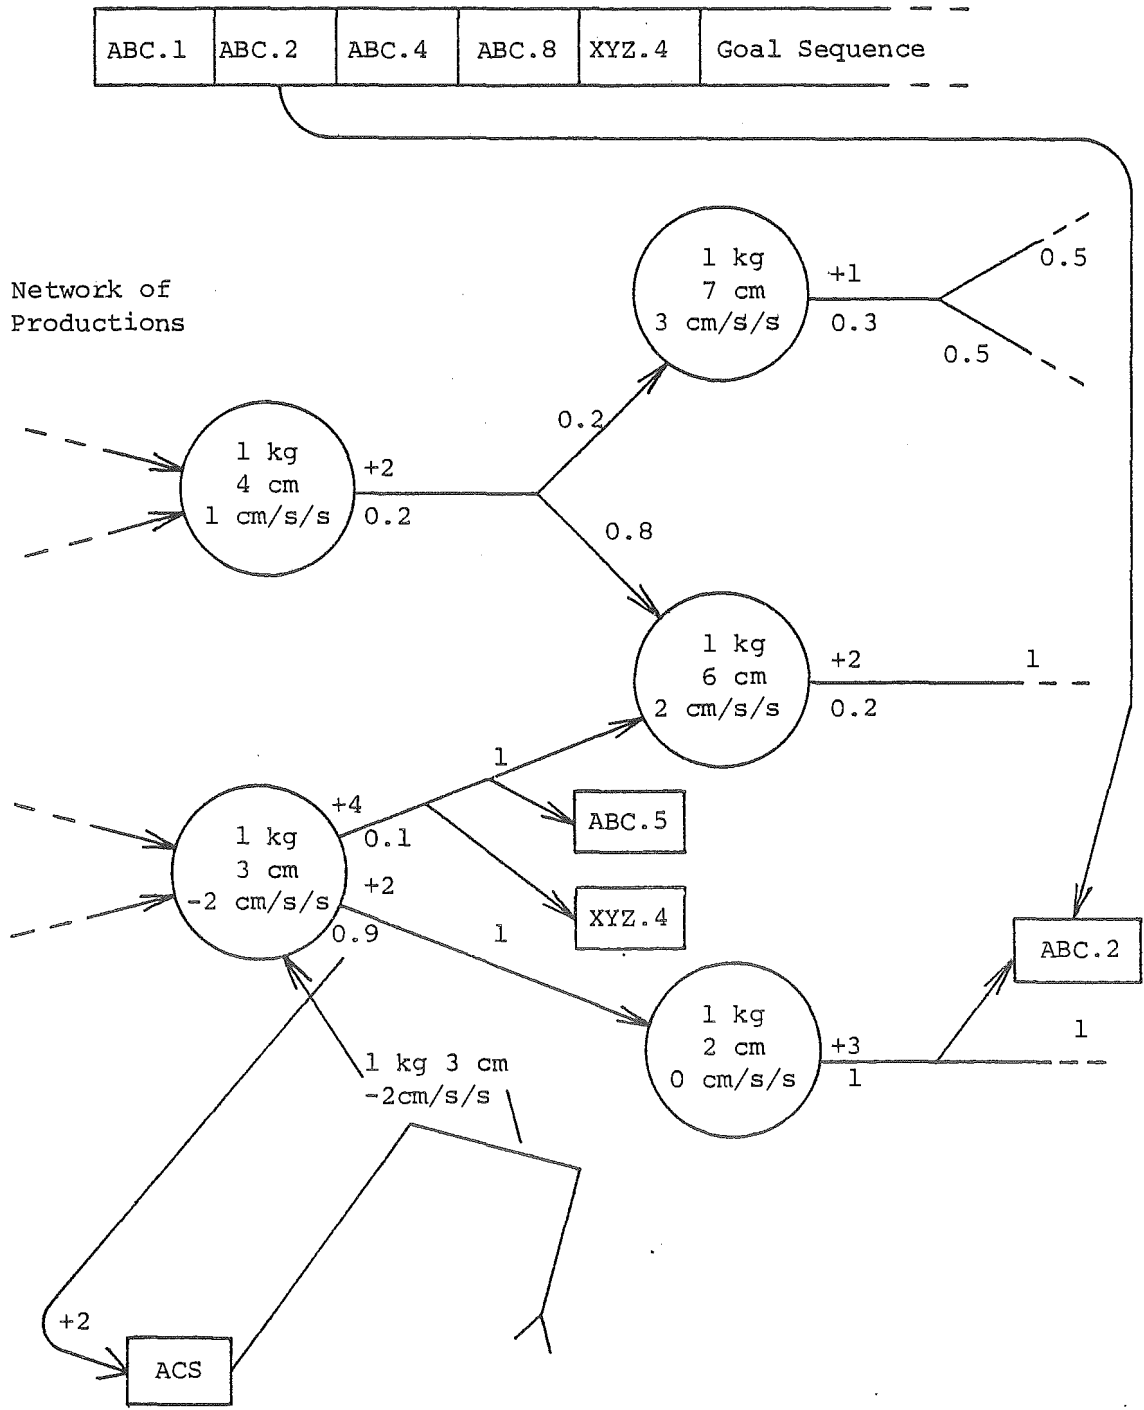 ABC.1 ABC.2 ABC.4 ABC.8 XYZ.4 Goal Sequence
Network of
Productions
1 kg
7 cm
3 cm/s/s
+1
0.3
0.5
0.5
0.2
1 kg
4 cm
1 cm/s/s
+2
0.2
0.8
1 kg
6 cm
2 cm/s/s
+2
0.2
1
1
ABC.5
1 kg
3 cm
-2 cm/s/s
+4
0.1
+2
0.9
1
XYZ.4
ABC.2
1 kg
2 cm
0 cm/s/s
+3
1
1
1 kg 3 cm
-2cm/s/s
+2
ACS